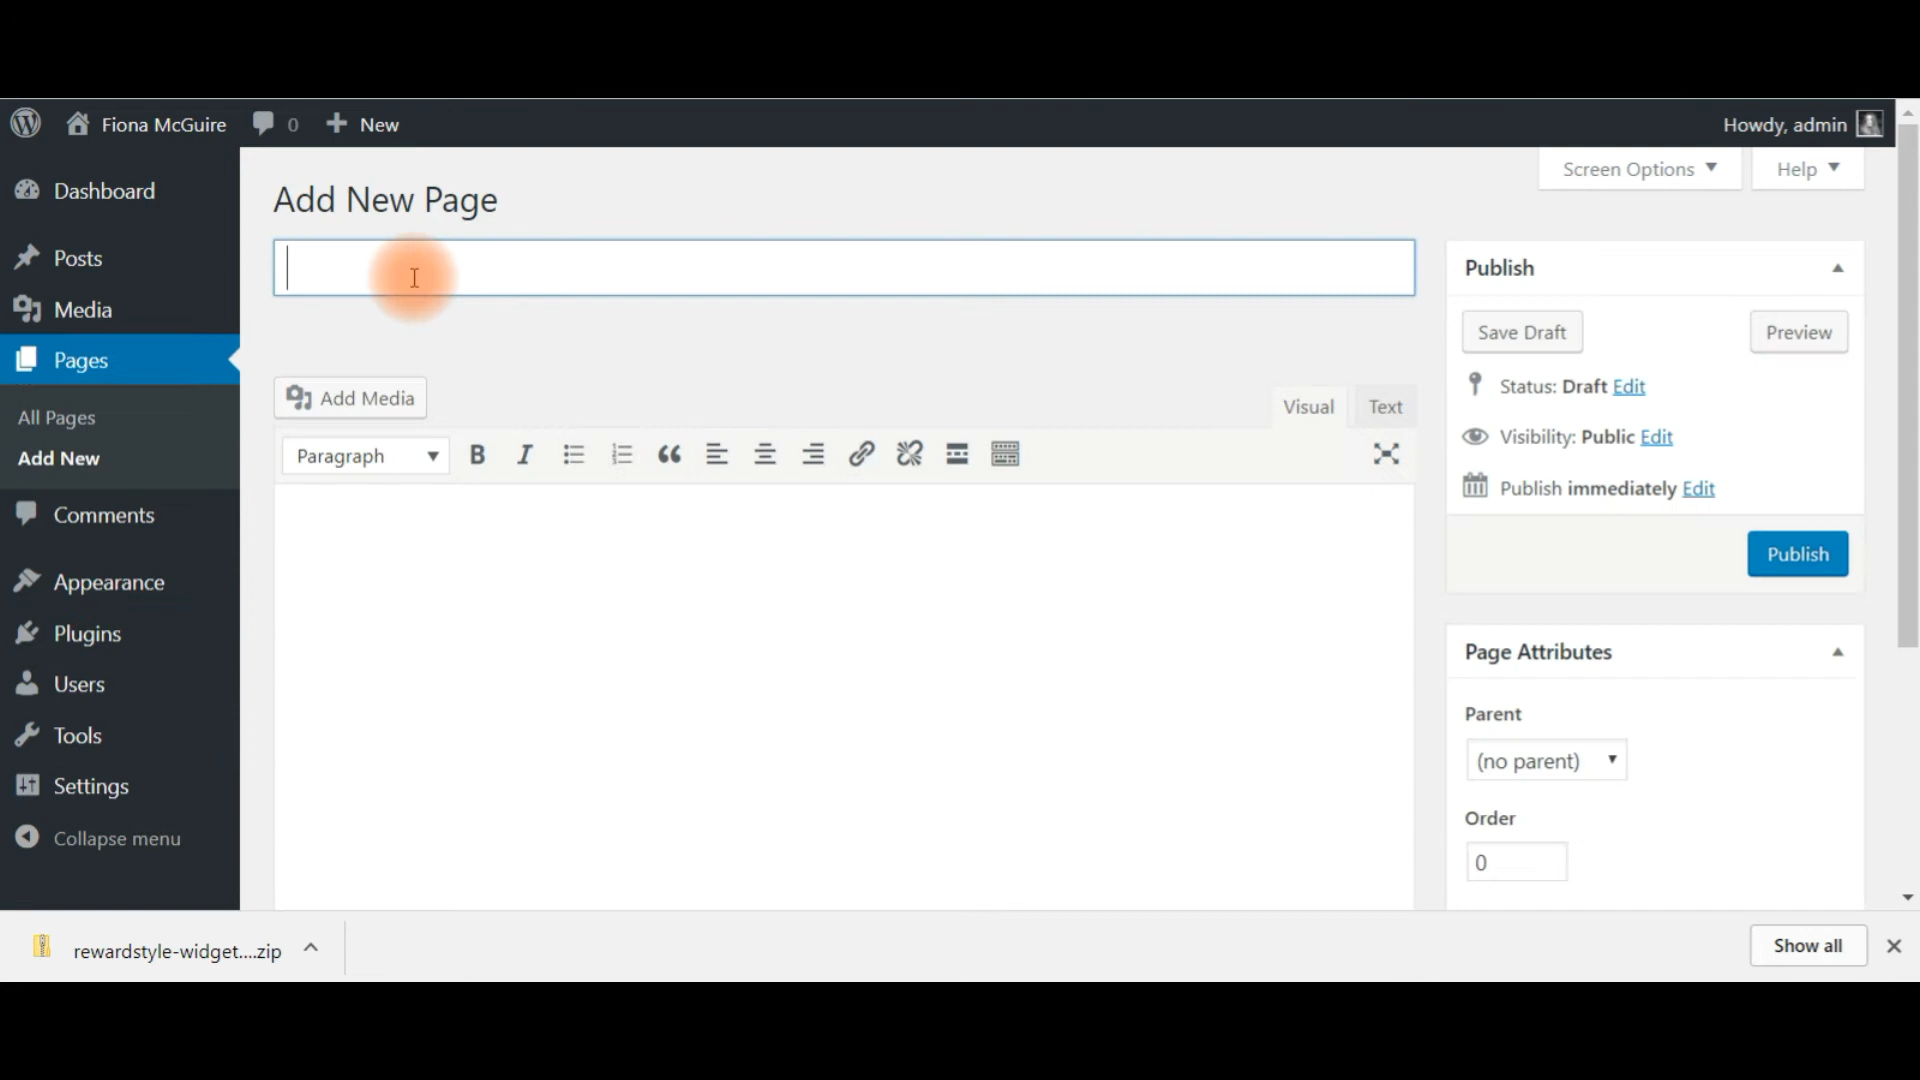 Fiona McGuire 0 New Howdy, admin
Screen Options Help
Dashboard
Posts
Media
Pages
All Pages
Add New
Comments
Appearance
Plugins
Users
Tools
Settings
Collapse menu
Add New Page
Add Media
Visual Text
Paragraph B I
Publish
Save Draft Preview
Status: Draft Edit
Visibility: Public Edit
Publish immediately Edit
Publish
Page Attributes
Parent
(no parent)
Order
0
rewardstyle-widget....zip
Show all